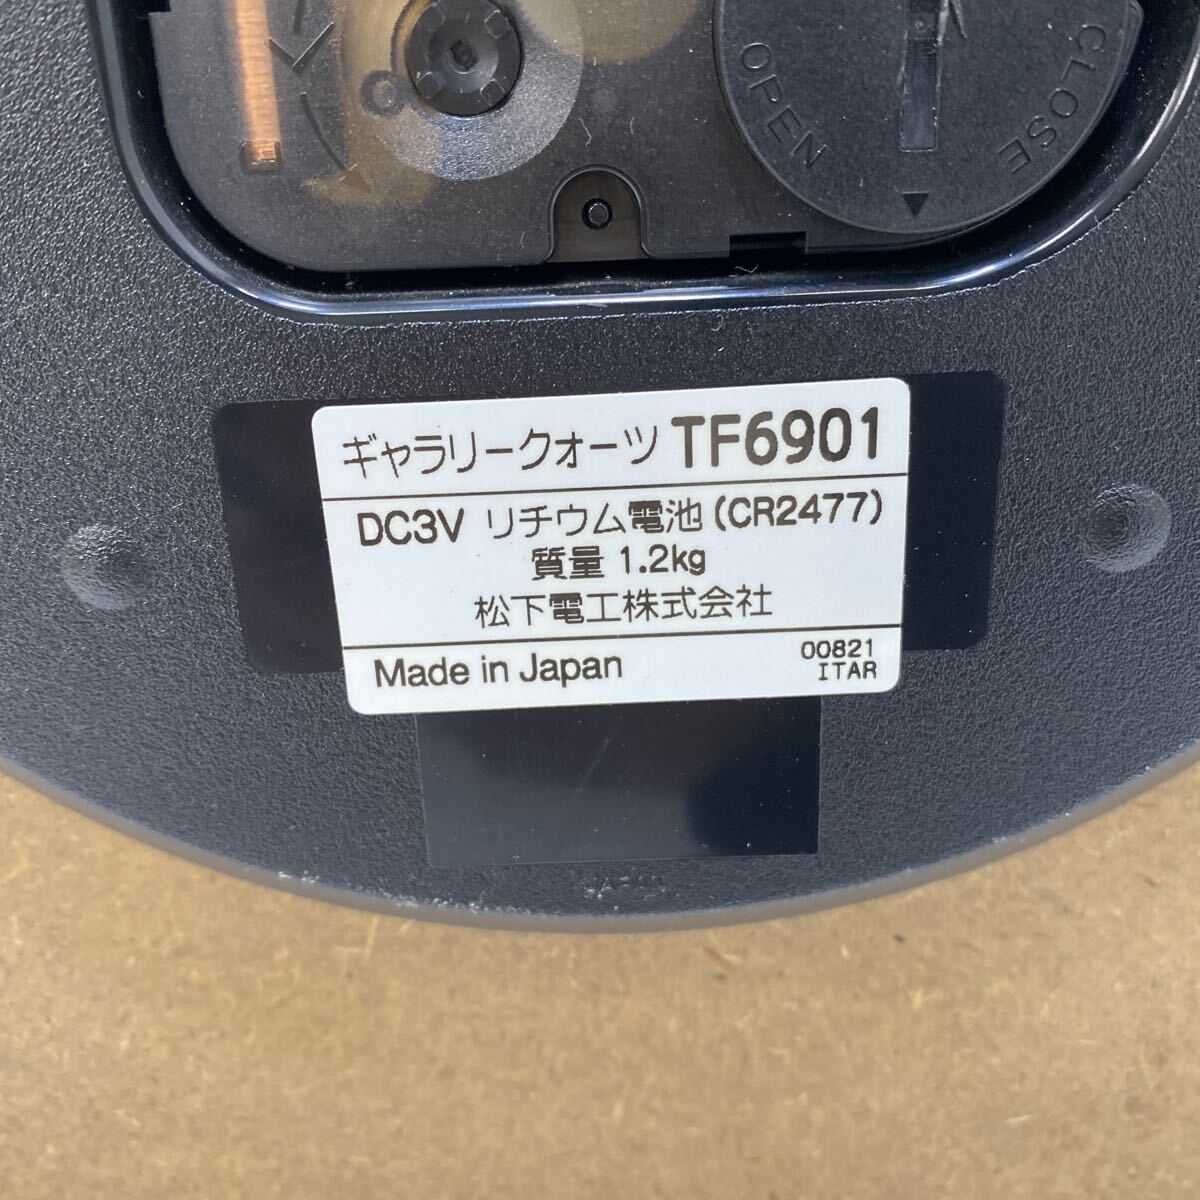 OPEN
CLOSE
ギャラリークォーツ TF6901
DC3V リチウム電池 (CR2477)
質量 1.2kg
松下電工株式会社
Made in Japan
00821
ITAR
JAPAN